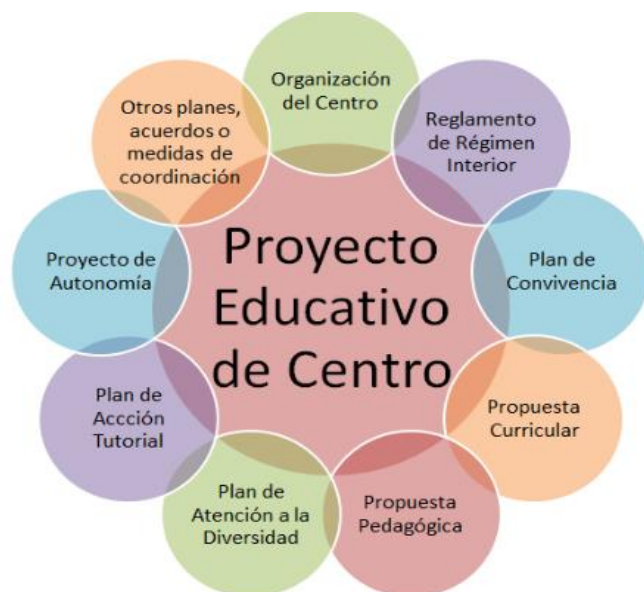 Proyecto
Educativo
de Centro
Organización
del Centro
Reglamento
de Régimen
Interior
Plan de
Convivencia
Propuesta
Curricular
Propuesta
Pedagógica
Plan de
Atención a la
Diversidad
Plan de
Accción
Tutorial
Proyecto de
Autonomía
Otros planes,
acuerdos o
medidas de
coordinación